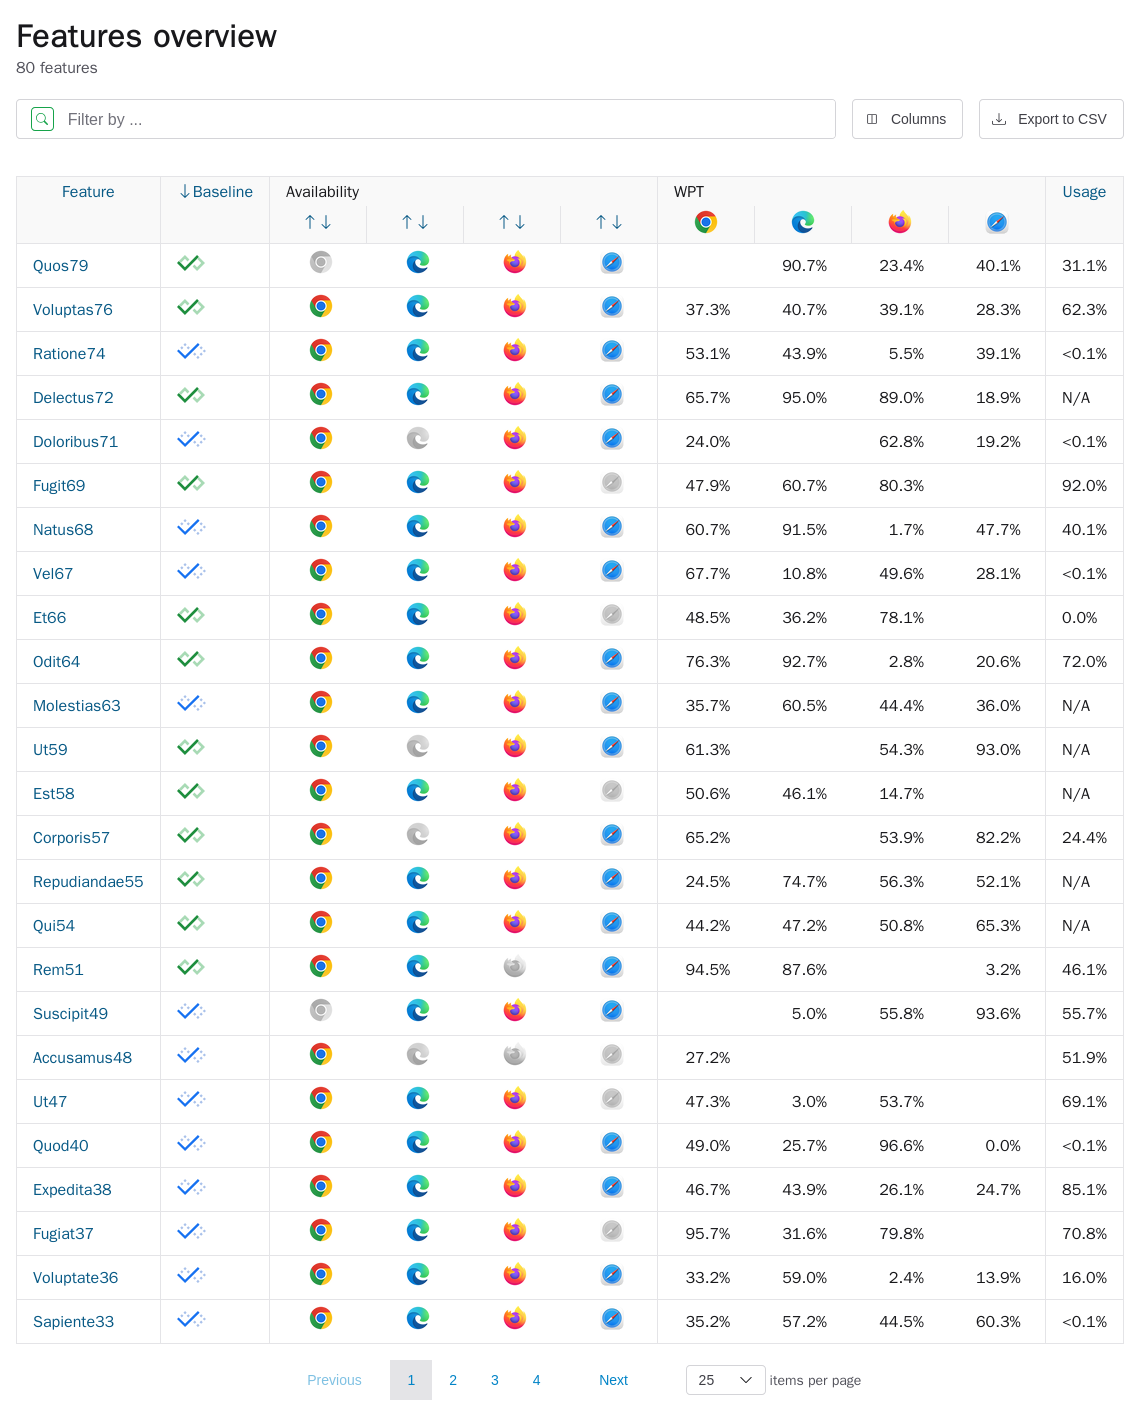 Features overview
80 features
Filter by ...
Columns
Export to CSV
Feature ↓Baseline Availability WPT Usage
↑↓ ↑↓ ↑↓ ↑↓
Quos79 90.7% 23.4% 40.1% 31.1%
Voluptas76 37.3% 40.7% 39.1% 28.3% 62.3%
Ratione74 53.1% 43.9% 5.5% 39.1% <0.1%
Delectus72 65.7% 95.0% 89.0% 18.9% N/A
Doloribus71 24.0% 62.8% 19.2% <0.1%
Fugit69 47.9% 60.7% 80.3% 92.0%
Natus68 60.7% 91.5% 1.7% 47.7% 40.1%
Vel67 67.7% 10.8% 49.6% 28.1% <0.1%
Et66 48.5% 36.2% 78.1% 0.0%
Odit64 76.3% 92.7% 2.8% 20.6% 72.0%
Molestias63 35.7% 60.5% 44.4% 36.0% N/A
Ut59 61.3% 54.3% 93.0% N/A
Est58 50.6% 46.1% 14.7% N/A
Corporis57 65.2% 53.9% 82.2% 24.4%
Repudiandae55 24.5% 74.7% 56.3% 52.1% N/A
Qui54 44.2% 47.2% 50.8% 65.3% N/A
Rem51 94.5% 87.6% 3.2% 46.1%
Suscipit49 5.0% 55.8% 93.6% 55.7%
Accusamus48 27.2% 51.9%
Ut47 47.3% 3.0% 53.7% 69.1%
Quod40 49.0% 25.7% 96.6% 0.0% <0.1%
Expedita38 46.7% 43.9% 26.1% 24.7% 85.1%
Fugiat37 95.7% 31.6% 79.8% 70.8%
Voluptate36 33.2% 59.0% 2.4% 13.9% 16.0%
Sapiente33 35.2% 57.2% 44.5% 60.3% <0.1%
Previous 1 2 3 4 Next 25 items per page